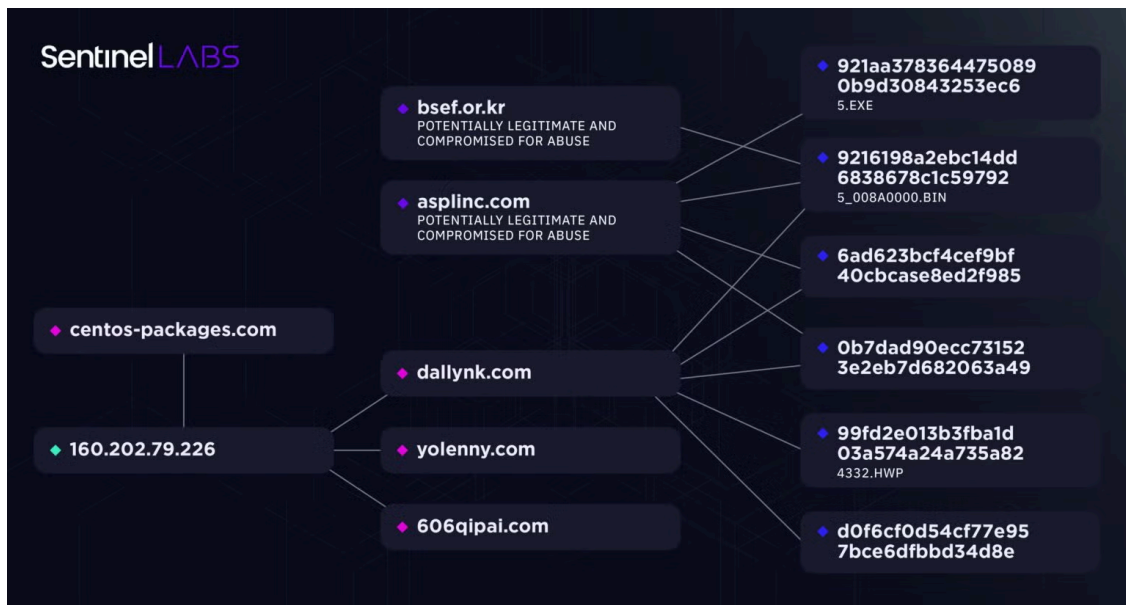 SentinelLABS
bsef.or.kr
POTENTIALLY LEGITIMATE AND
COMPROMISED FOR ABUSE
asplinc.com
POTENTIALLY LEGITIMATE AND
COMPROMISED FOR ABUSE
centos-packages.com
160.202.79.226
dallynk.com
yolenny.com
606qipai.com
921aa378364475089
0b9d30843253ec6
5.EXE
9216198a2ebc14dd
6838678c1c59792
5_008A0000.BIN
6ad623bcf4cef9bf
40cbcase8ed2f985
0b7dad90ecc73152
3e2eb7d682063a49
99fd2e013b3fba1d
03a574a24a735a82
4332.HWP
d0f6cf0d54cf77e95
7bce6dfbbd34d8e